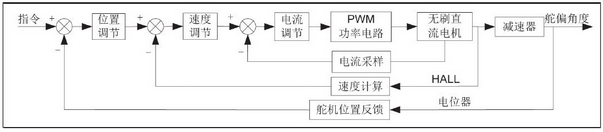 指令
+
−
位置
调节
+
−
速度
调节
+
−
电流
调节
PWM
功率电路
无刷直
流电机
减速器
舵偏角度
电流采样
速度计算
HALL
舵机位置反馈
电位器